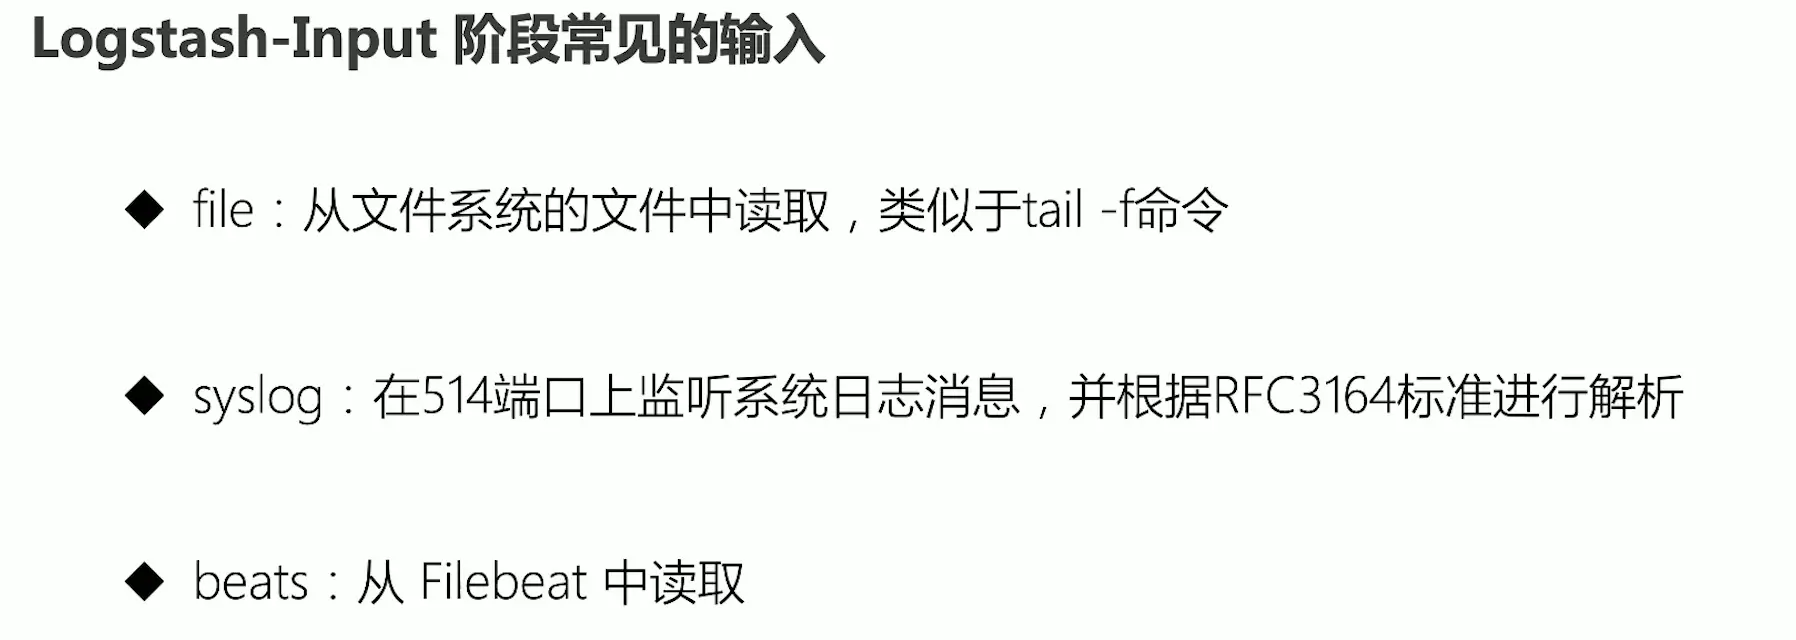 Logstash-Input 阶段常见的输入
◆ file：从文件系统的文件中读取，类似于tail -f命令
◆ syslog：在514端口上监听系统日志消息，并根据RFC3164标准进行解析
◆ beats：从 Filebeat 中读取